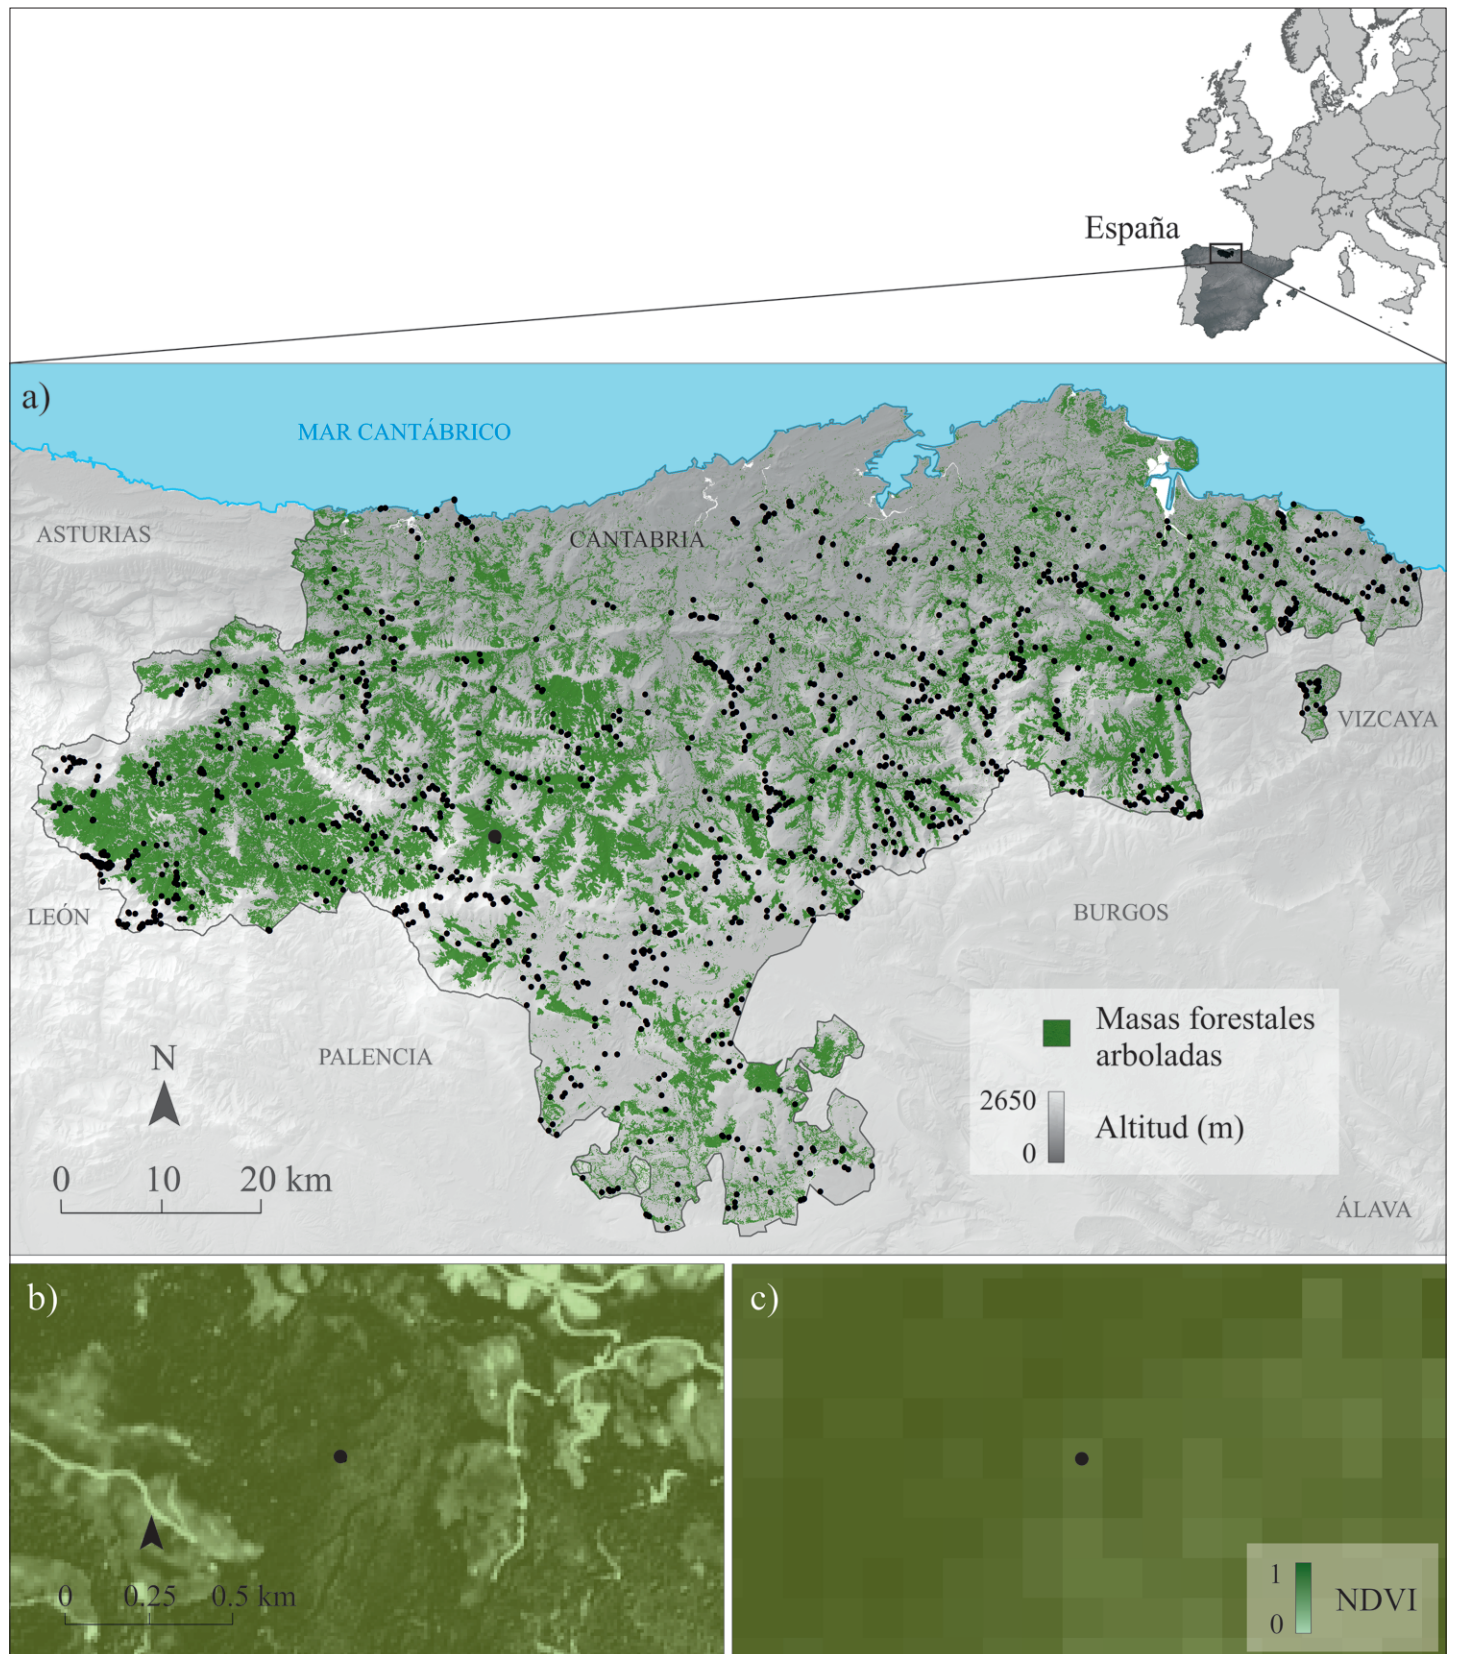 España
a)
MAR CANTÁBRICO
ASTURIAS
CANTABRIA
VIZCAYA
LEÓN
BURGOS
PALENCIA
N
0 10 20 km
Masas forestales
arboladas
2650
0
Altitud (m)
ÁLAVA
b)
0 0.25 0.5 km
c)
1
0
NDVI